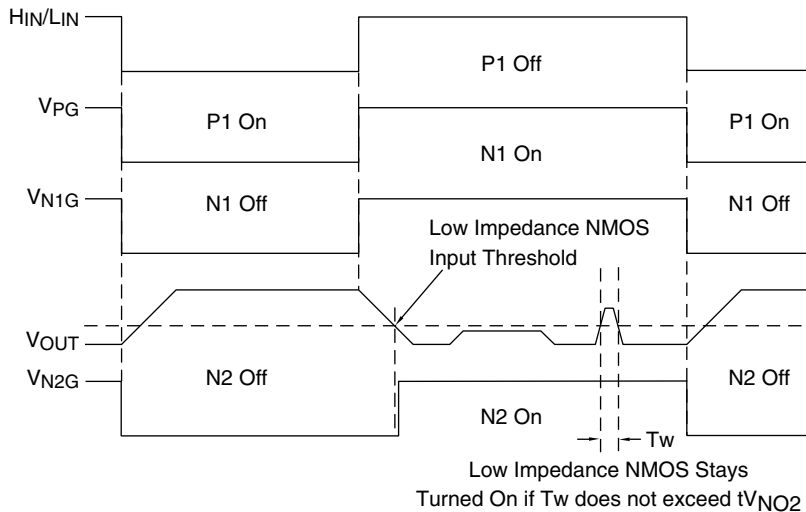 HIN/LIN
P1 Off
VPG
P1 On
P1 On
N1 On
VN1G
N1 Off
N1 Off
Low Impedance NMOS
Input Threshold
VOUT
VN2G
N2 Off
N2 Off
N2 On
Tw
Low Impedance NMOS Stays
Turned On if Tw does not exceed tVNO2